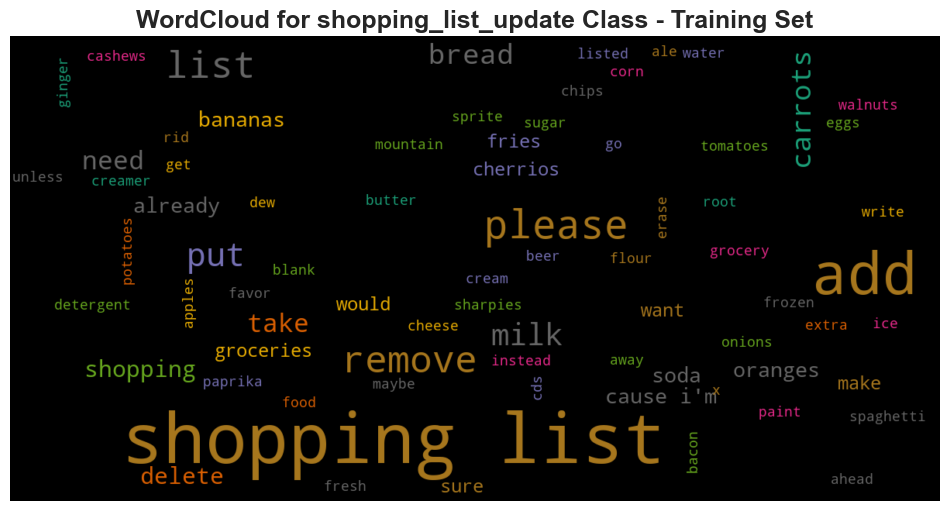 WordCloud for shopping_list_update Class - Training Set
cashews
list
bread
listed
ale
water
ginger
corn
chips
carrots
walnuts
bananas
sprite
sugar
eggs
rid
mountain
fries
go
tomatoes
need
get
cherrios
unless
creamer
already
dew
butter
erase
root
write
please
potatoes
put
blank
beer
flour
grocery
add
cream
detergent
apples
favor
would
sharpies
want
frozen
take
cheese
milk
extra
ice
groceries
remove
instead
away
onions
shopping
paprika
maybe
cds
soda
x
oranges
make
cause i'm
food
paint
spaghetti
shopping list
bacon
delete
fresh
sure
ahead